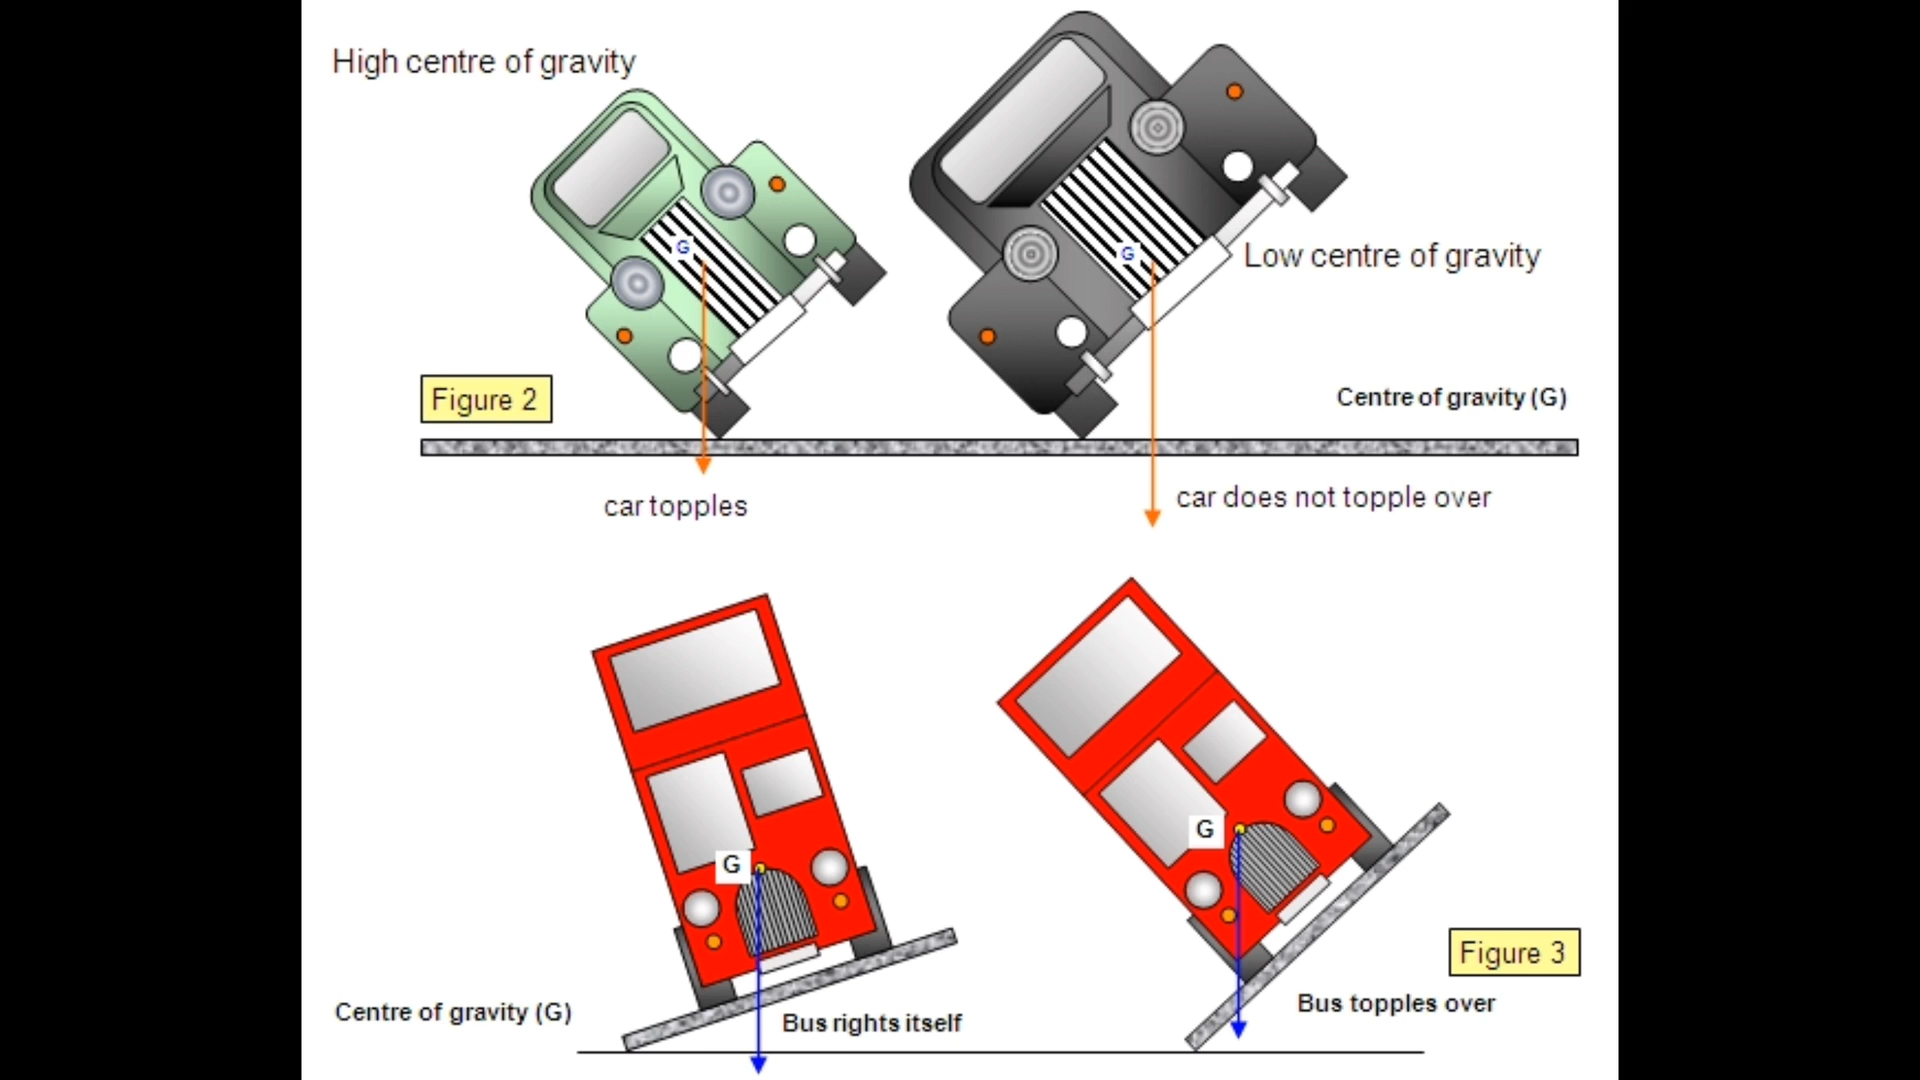 High centre of gravity
G
G
Low centre of gravity
Figure 2
Centre of gravity (G)
car topples
car does not topple over
G
G
Figure 3
Centre of gravity (G)
Bus rights itself
Bus topples over